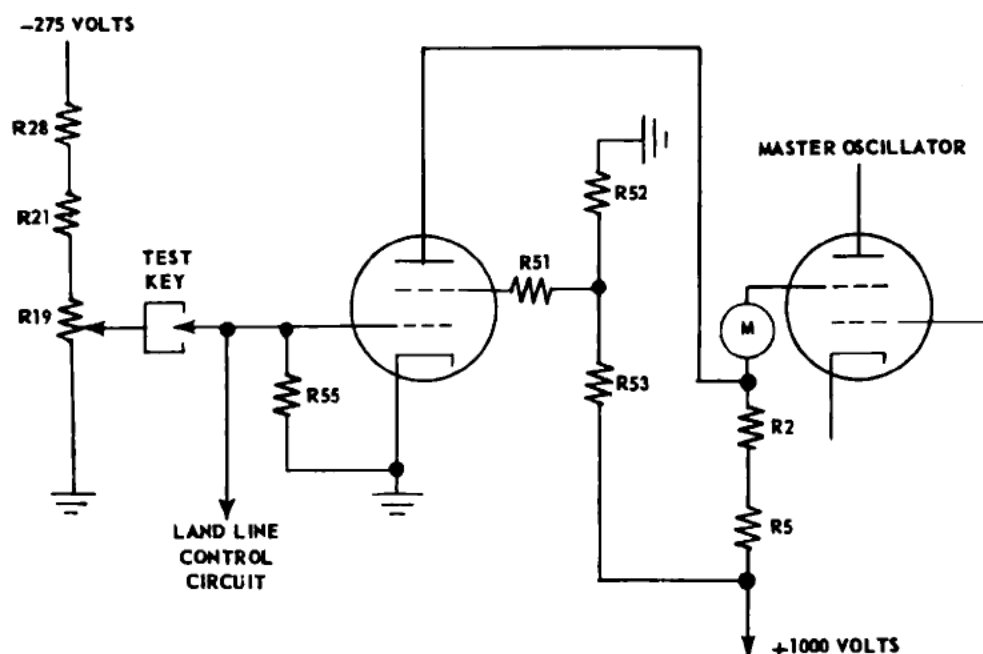 –275 VOLTS
R28
R21
R19
TEST
KEY
R55
LAND LINE
CONTROL
CIRCUIT
R51
R52
R53
MASTER OSCILLATOR
M
R2
R5
+1000 VOLTS